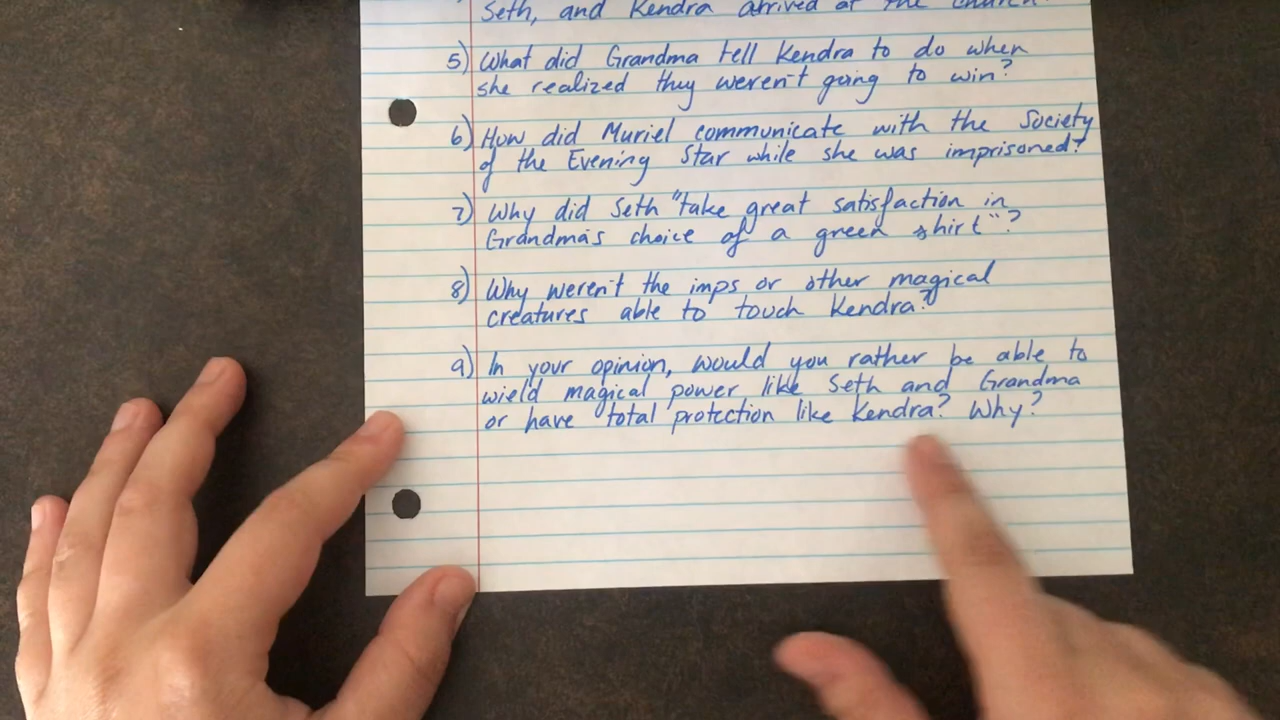 Seth, and Kendra arrived at the church
5) What did Grandma tell Kendra to do when
she realized they weren't going to win?
6) How did Muriel communicate with the Society
of the Evening Star while she was imprisoned?
7) Why did Seth "take great satisfaction in
Grandma's choice of a green shirt"?
8) Why weren't the imps or other magical
creatures able to touch Kendra?
9) In your opinion, would you rather be able to
wield magical power like Seth and Grandma
or have total protection like Kendra? Why?